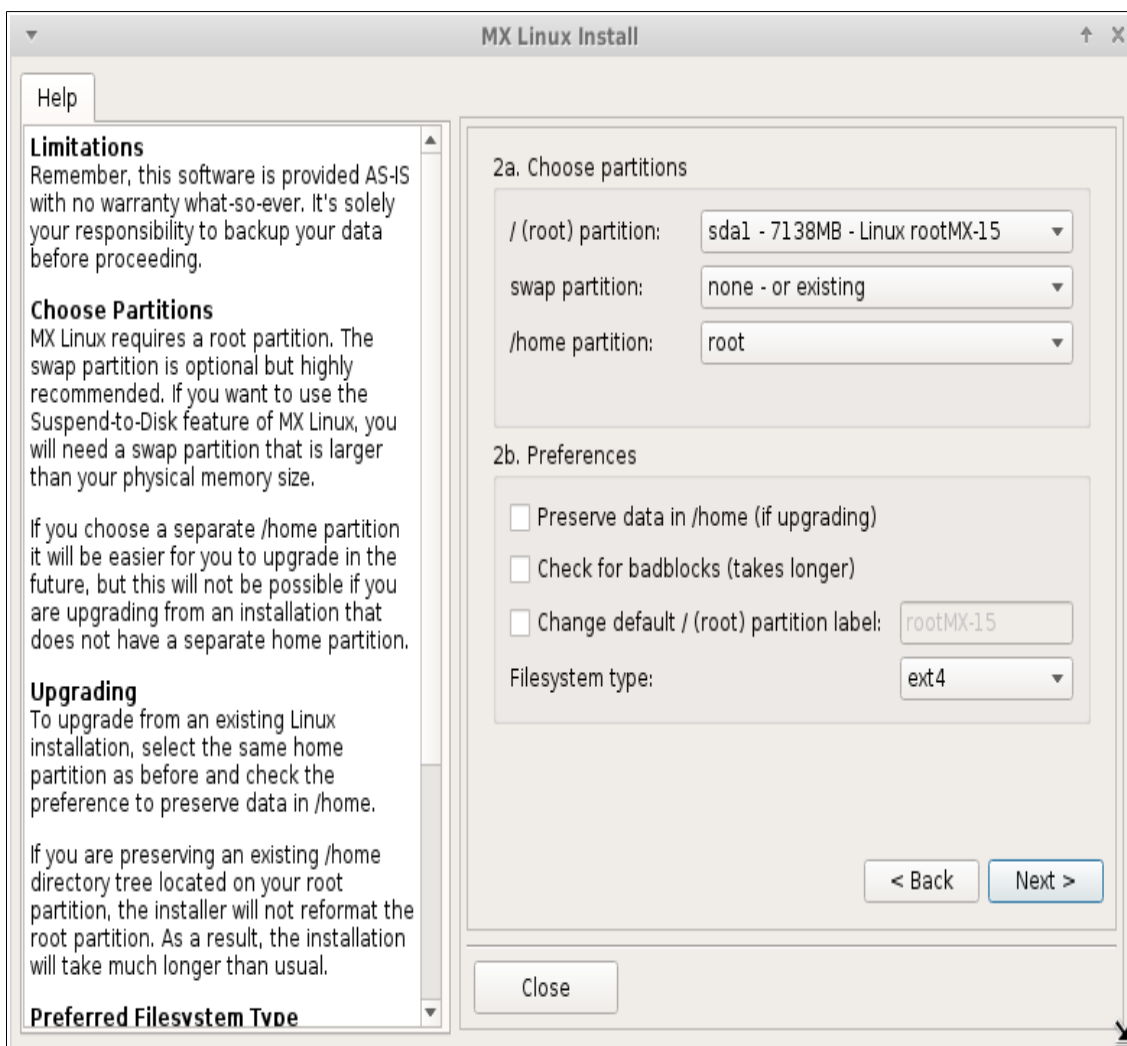 MX Linux Install
Help
Limitations
Remember, this software is provided AS-IS
with no warranty what-so-ever. It's solely
your responsibility to backup your data
before proceeding.
Choose Partitions
MX Linux requires a root partition. The
swap partition is optional but highly
recommended. If you want to use the
Suspend-to-Disk feature of MX Linux, you
will need a swap partition that is larger
than your physical memory size.
If you choose a separate /home partition
it will be easier for you to upgrade in the
future, but this will not be possible if you
are upgrading from an installation that
does not have a separate home partition.
Upgrading
To upgrade from an existing Linux
installation, select the same home
partition as before and check the
preference to preserve data in /home.
If you are preserving an existing /home
directory tree located on your root
partition, the installer will not reformat the
root partition. As a result, the installation
will take much longer than usual.
Preferred Filesystem Type
2a. Choose partitions
/ (root) partition: sda1 - 7138MB - Linux rootMX-15
swap partition: none - or existing
/home partition: root
2b. Preferences
Preserve data in /home (if upgrading)
Check for badblocks (takes longer)
Change default / (root) partition label: rootMX-15
Filesystem type: ext4
< Back Next >
Close